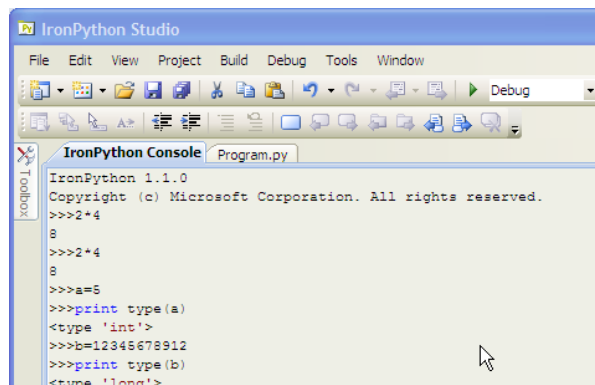 IronPython Studio
File Edit View Project Build Debug Tools Window
Debug
IronPython Console Program.py
Toolbox
IronPython 1.1.0
Copyright (c) Microsoft Corporation. All rights reserved.
>>>2*4
8
>>>2*4
8
>>>a=5
>>>print type(a)
<type 'int'>
>>>b=12345678912
>>>print type(b)
<type 'long'>